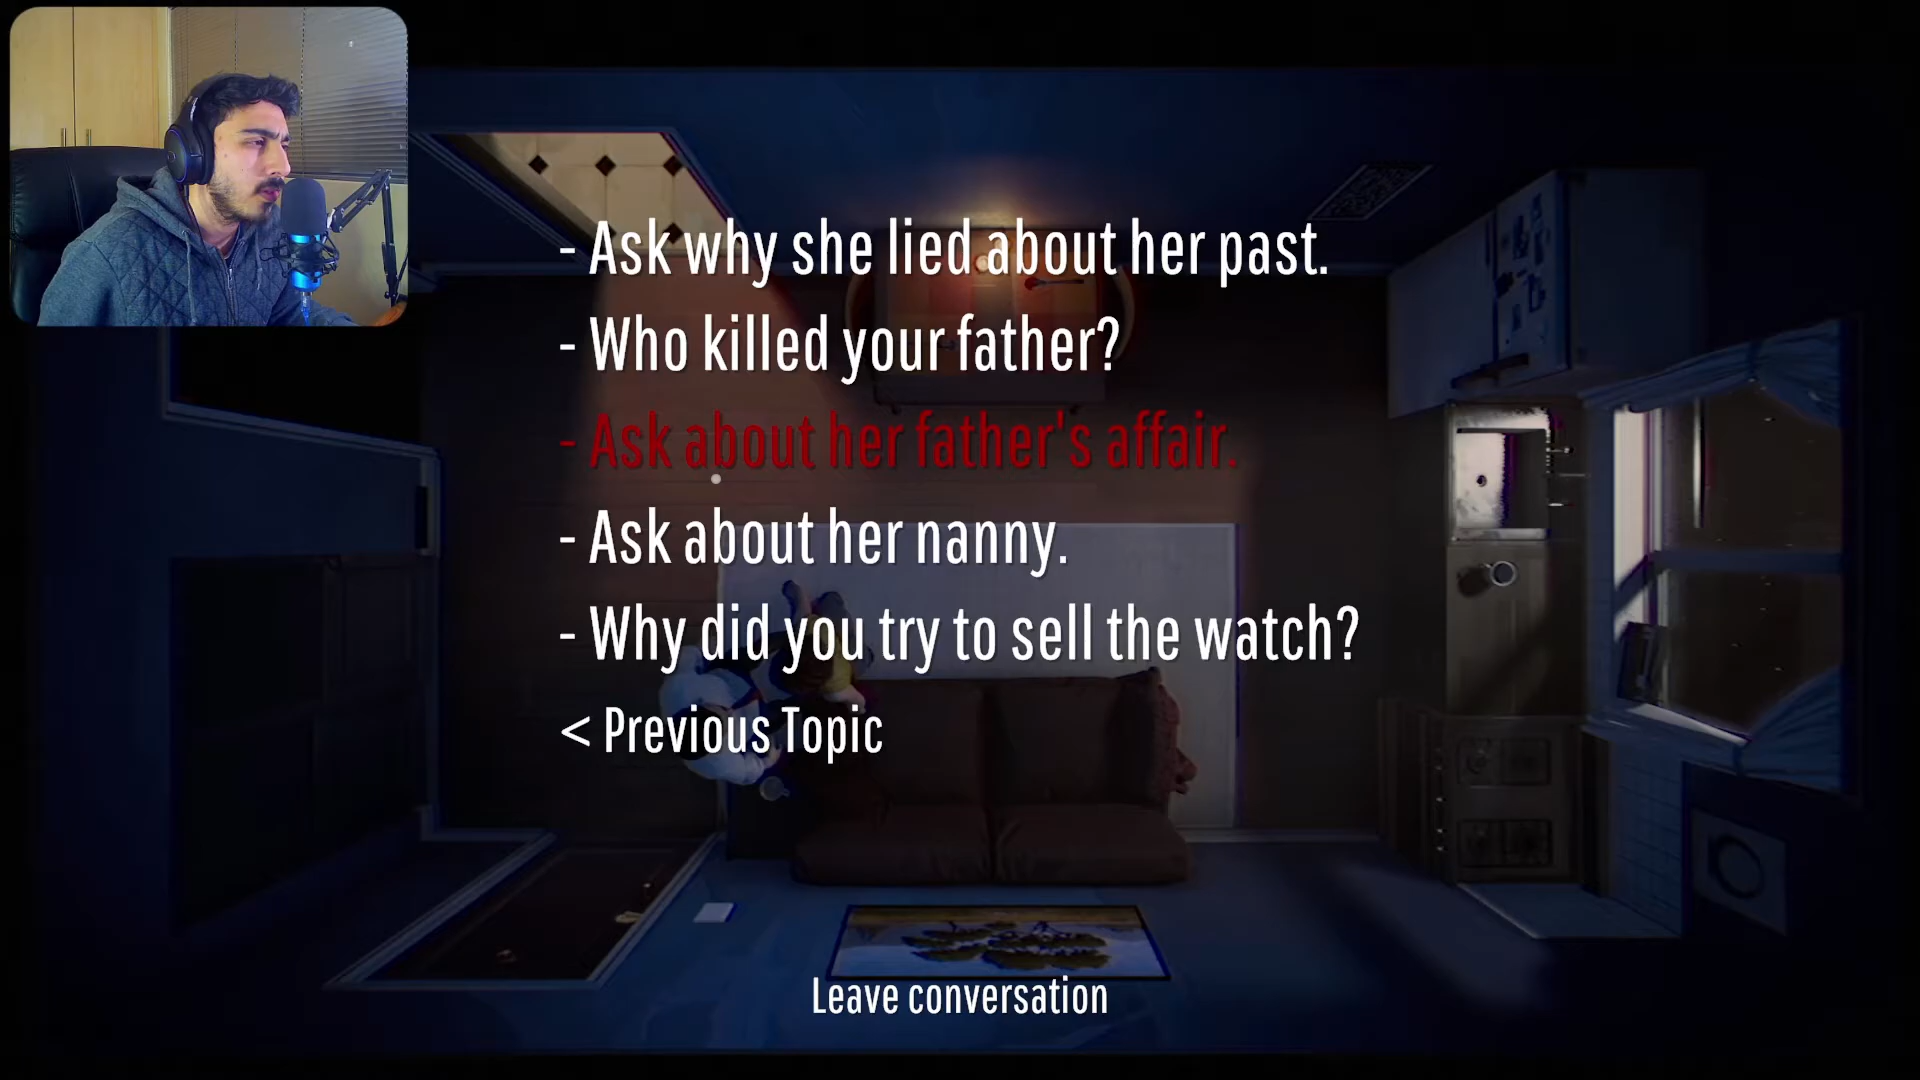 - Ask why she lied about her past.
- Who killed your father?
- Ask about her father's affair.
- Ask about her nanny.
- Why did you try to sell the watch?
< Previous Topic
Leave conversation